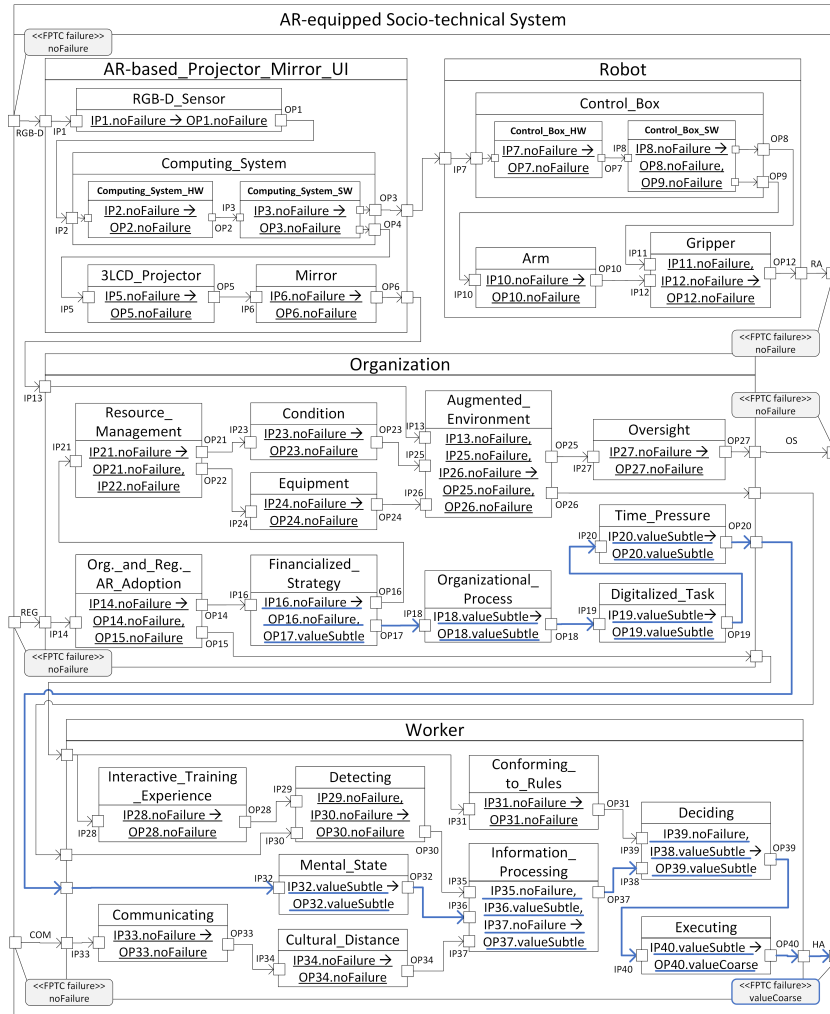 AR-equipped Socio-technical System
<<FPTC failure>>
noFailure
AR-based_Projector_Mirror_UI
RGB-D
IP1
RGB-D_Sensor
IP1.noFailure → OP1.noFailure
OP1
Computing_System
Computing_System_HW
IP2.noFailure →
OP2.noFailure
IP2
OP2
IP3
Computing_System_SW
IP3.noFailure →
OP3.noFailure
OP3
OP4
3LCD_Projector
IP5.noFailure →
OP5.noFailure
IP5
OP5
Mirror
IP6.noFailure →
OP6.noFailure
IP6
OP6
Robot
Control_Box
IP7
Control_Box_HW
IP7.noFailure →
OP7.noFailure
IP8
OP7
Control_Box_SW
IP8.noFailure →
OP8.noFailure,
OP9.noFailure
OP8
OP9
Arm
IP10.noFailure →
OP10.noFailure
IP10
OP10
IP11
IP12
Gripper
IP11.noFailure,
IP12.noFailure →
OP12.noFailure
OP12
RA
<<FPTC failure>>
noFailure
Organization
IP13
Resource_
Management
IP21.noFailure →
OP21.noFailure,
IP22.noFailure
IP21
OP21
OP22
IP23
Condition
IP23.noFailure →
OP23.noFailure
OP23
IP24
Equipment
IP24.noFailure →
OP24.noFailure
OP24
Augmented_
Environment
IP13.noFailure,
IP25.noFailure,
IP26.noFailure →
OP25.noFailure,
OP26.noFailure
IP13
IP25
IP26
OP25
OP26
Oversight
IP27.noFailure →
OP27.noFailure
IP27
OP27
OS
<<FPTC failure>>
noFailure
Time_Pressure
IP20.valueSubtle→
OP20.valueSubtle
IP20
OP20
REG
IP14
Org._and_Reg._
AR_Adoption
IP14.noFailure →
OP14.noFailure,
OP15.noFailure
OP14
OP15
IP16
Financialized_
Strategy
IP16.noFailure →
OP16.noFailure,
OP17.valueSubtle
OP16
OP17
IP18
Organizational_
Process
IP18.valueSubtle→
OP18.valueSubtle
OP18
IP19
Digitalized_Task
IP19.valueSubtle→
OP19.valueSubtle
OP19
<<FPTC failure>>
noFailure
Worker
Interactive_Training
_Experience
IP28.noFailure →
OP28.noFailure
IP28
OP28
IP29
IP30
Detecting
IP29.noFailure,
IP30.noFailure →
OP30.noFailure
OP30
Conforming_
to_Rules
IP31.noFailure →
OP31.noFailure
IP31
OP31
Deciding
IP39.noFailure,
IP38.valueSubtle→
OP39.valueSubtle
IP39
IP38
OP39
IP32
Mental_State
IP32.valueSubtle →
OP32.valueSubtle
OP32
Information_
Processing
IP35.noFailure,
IP36.valueSubtle,
IP37.noFailure →
OP37.valueSubtle
IP35
IP36
IP37
OP37
COM
IP33
Communicating
IP33.noFailure →
OP33.noFailure
OP33
IP34
Cultural_Distance
IP34.noFailure →
OP34.noFailure
OP34
Executing
IP40.valueSubtle→
OP40.valueCoarse
IP40
OP40
HA
<<FPTC failure>>
noFailure
<<FPTC failure>>
valueCoarse